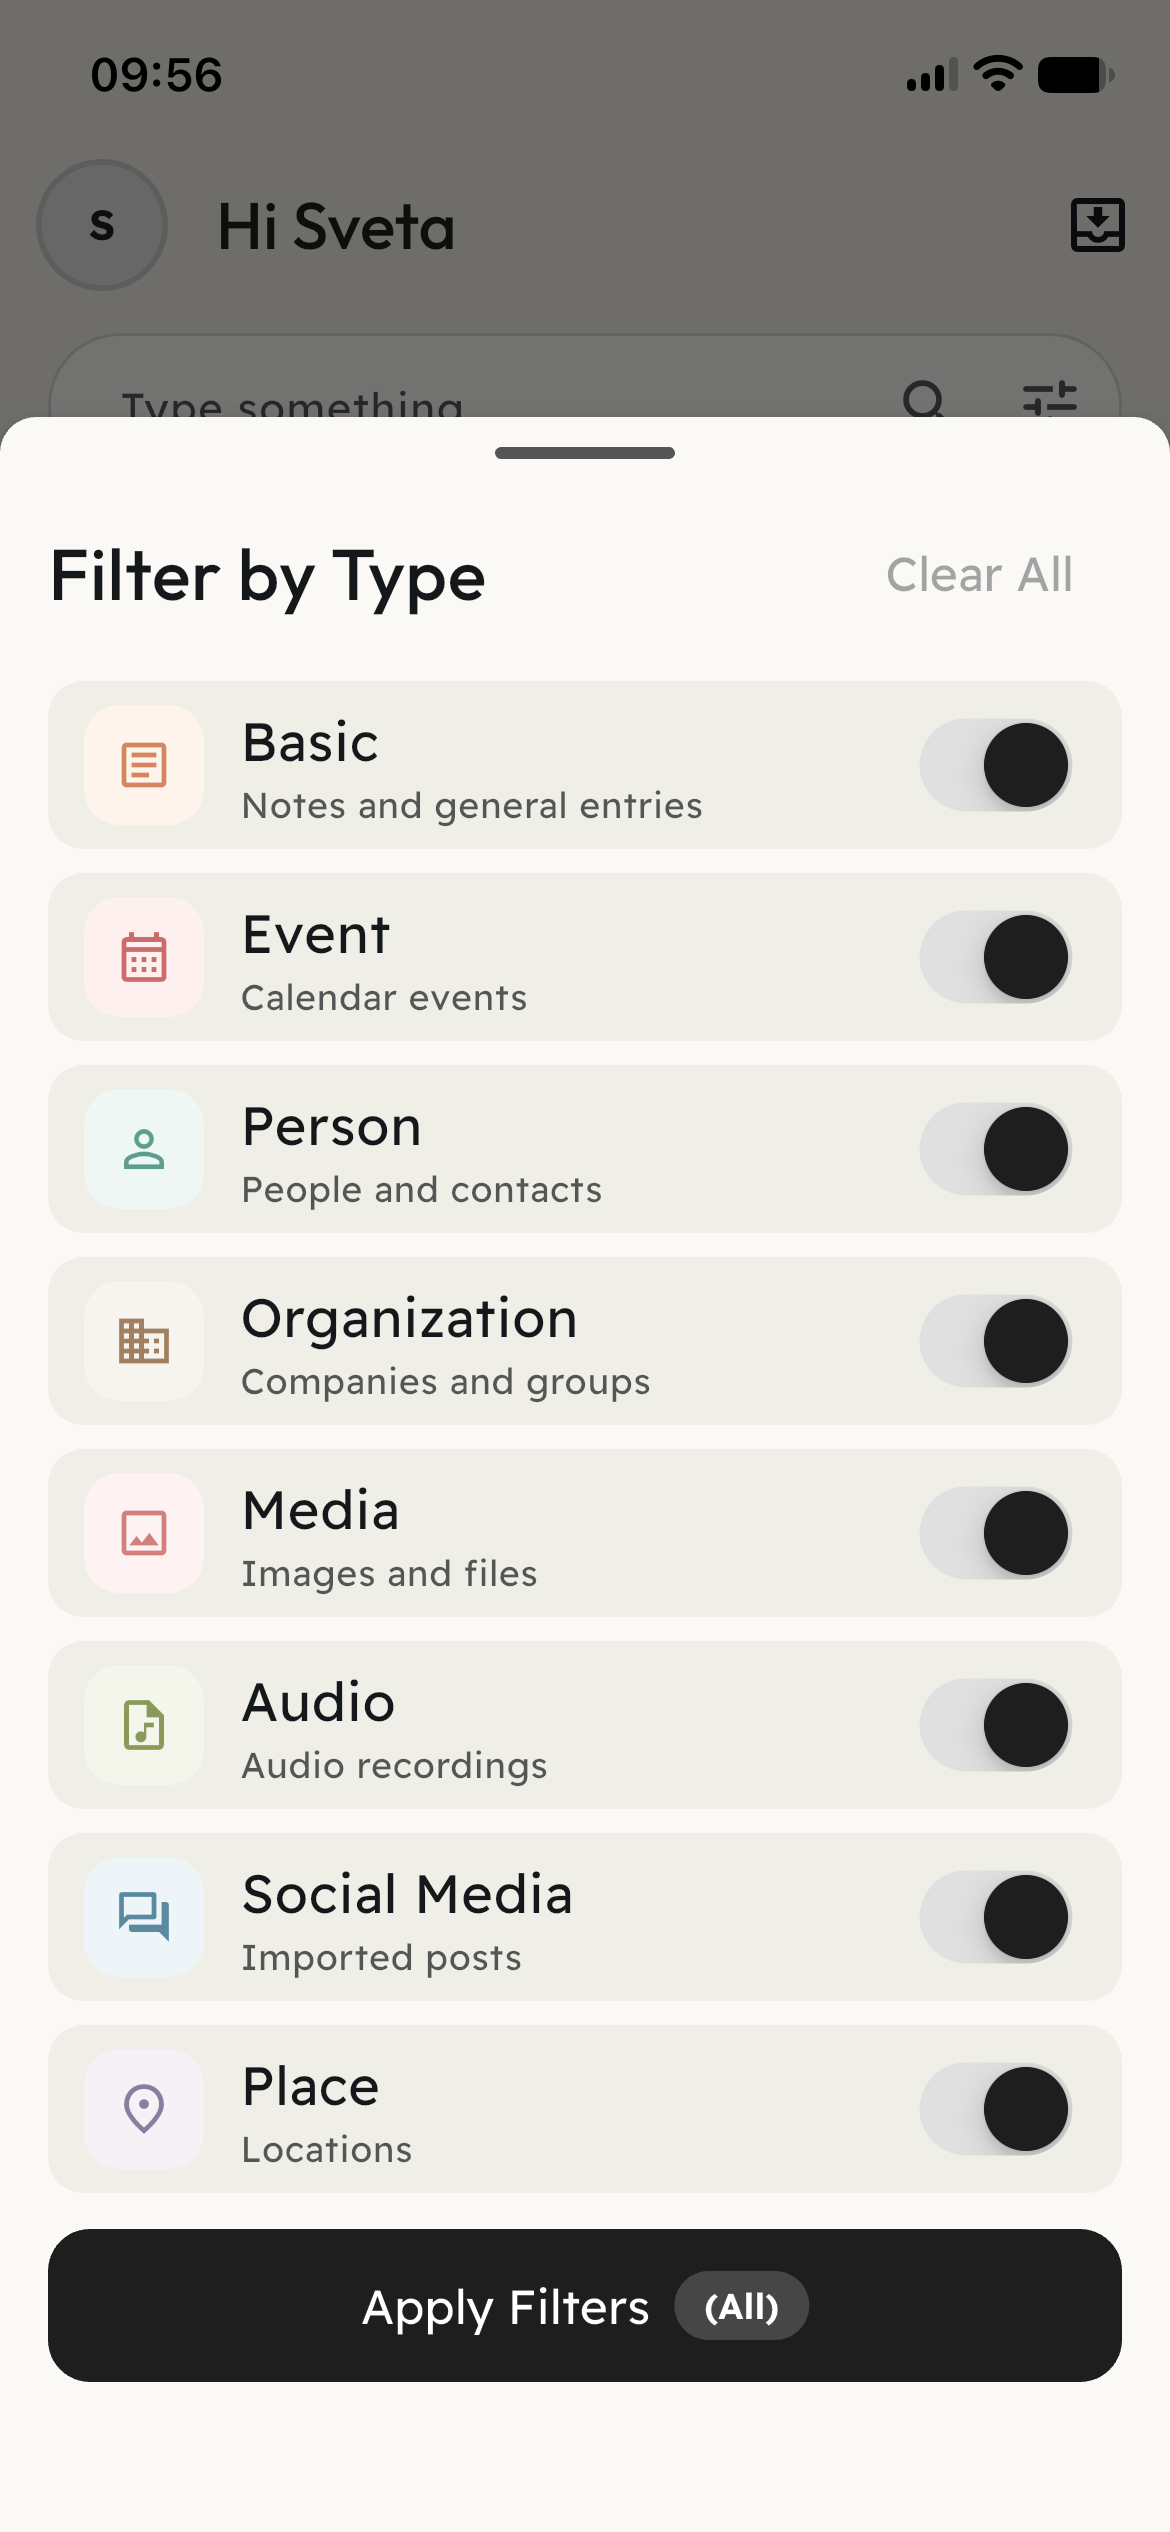 09:56
S
Hi Sveta
Type something
Filter by Type
Clear All
Basic
Notes and general entries
Event
Calendar events
Person
People and contacts
Organization
Companies and groups
Media
Images and files
Audio
Audio recordings
Social Media
Imported posts
Place
Locations
Apply Filters (All)